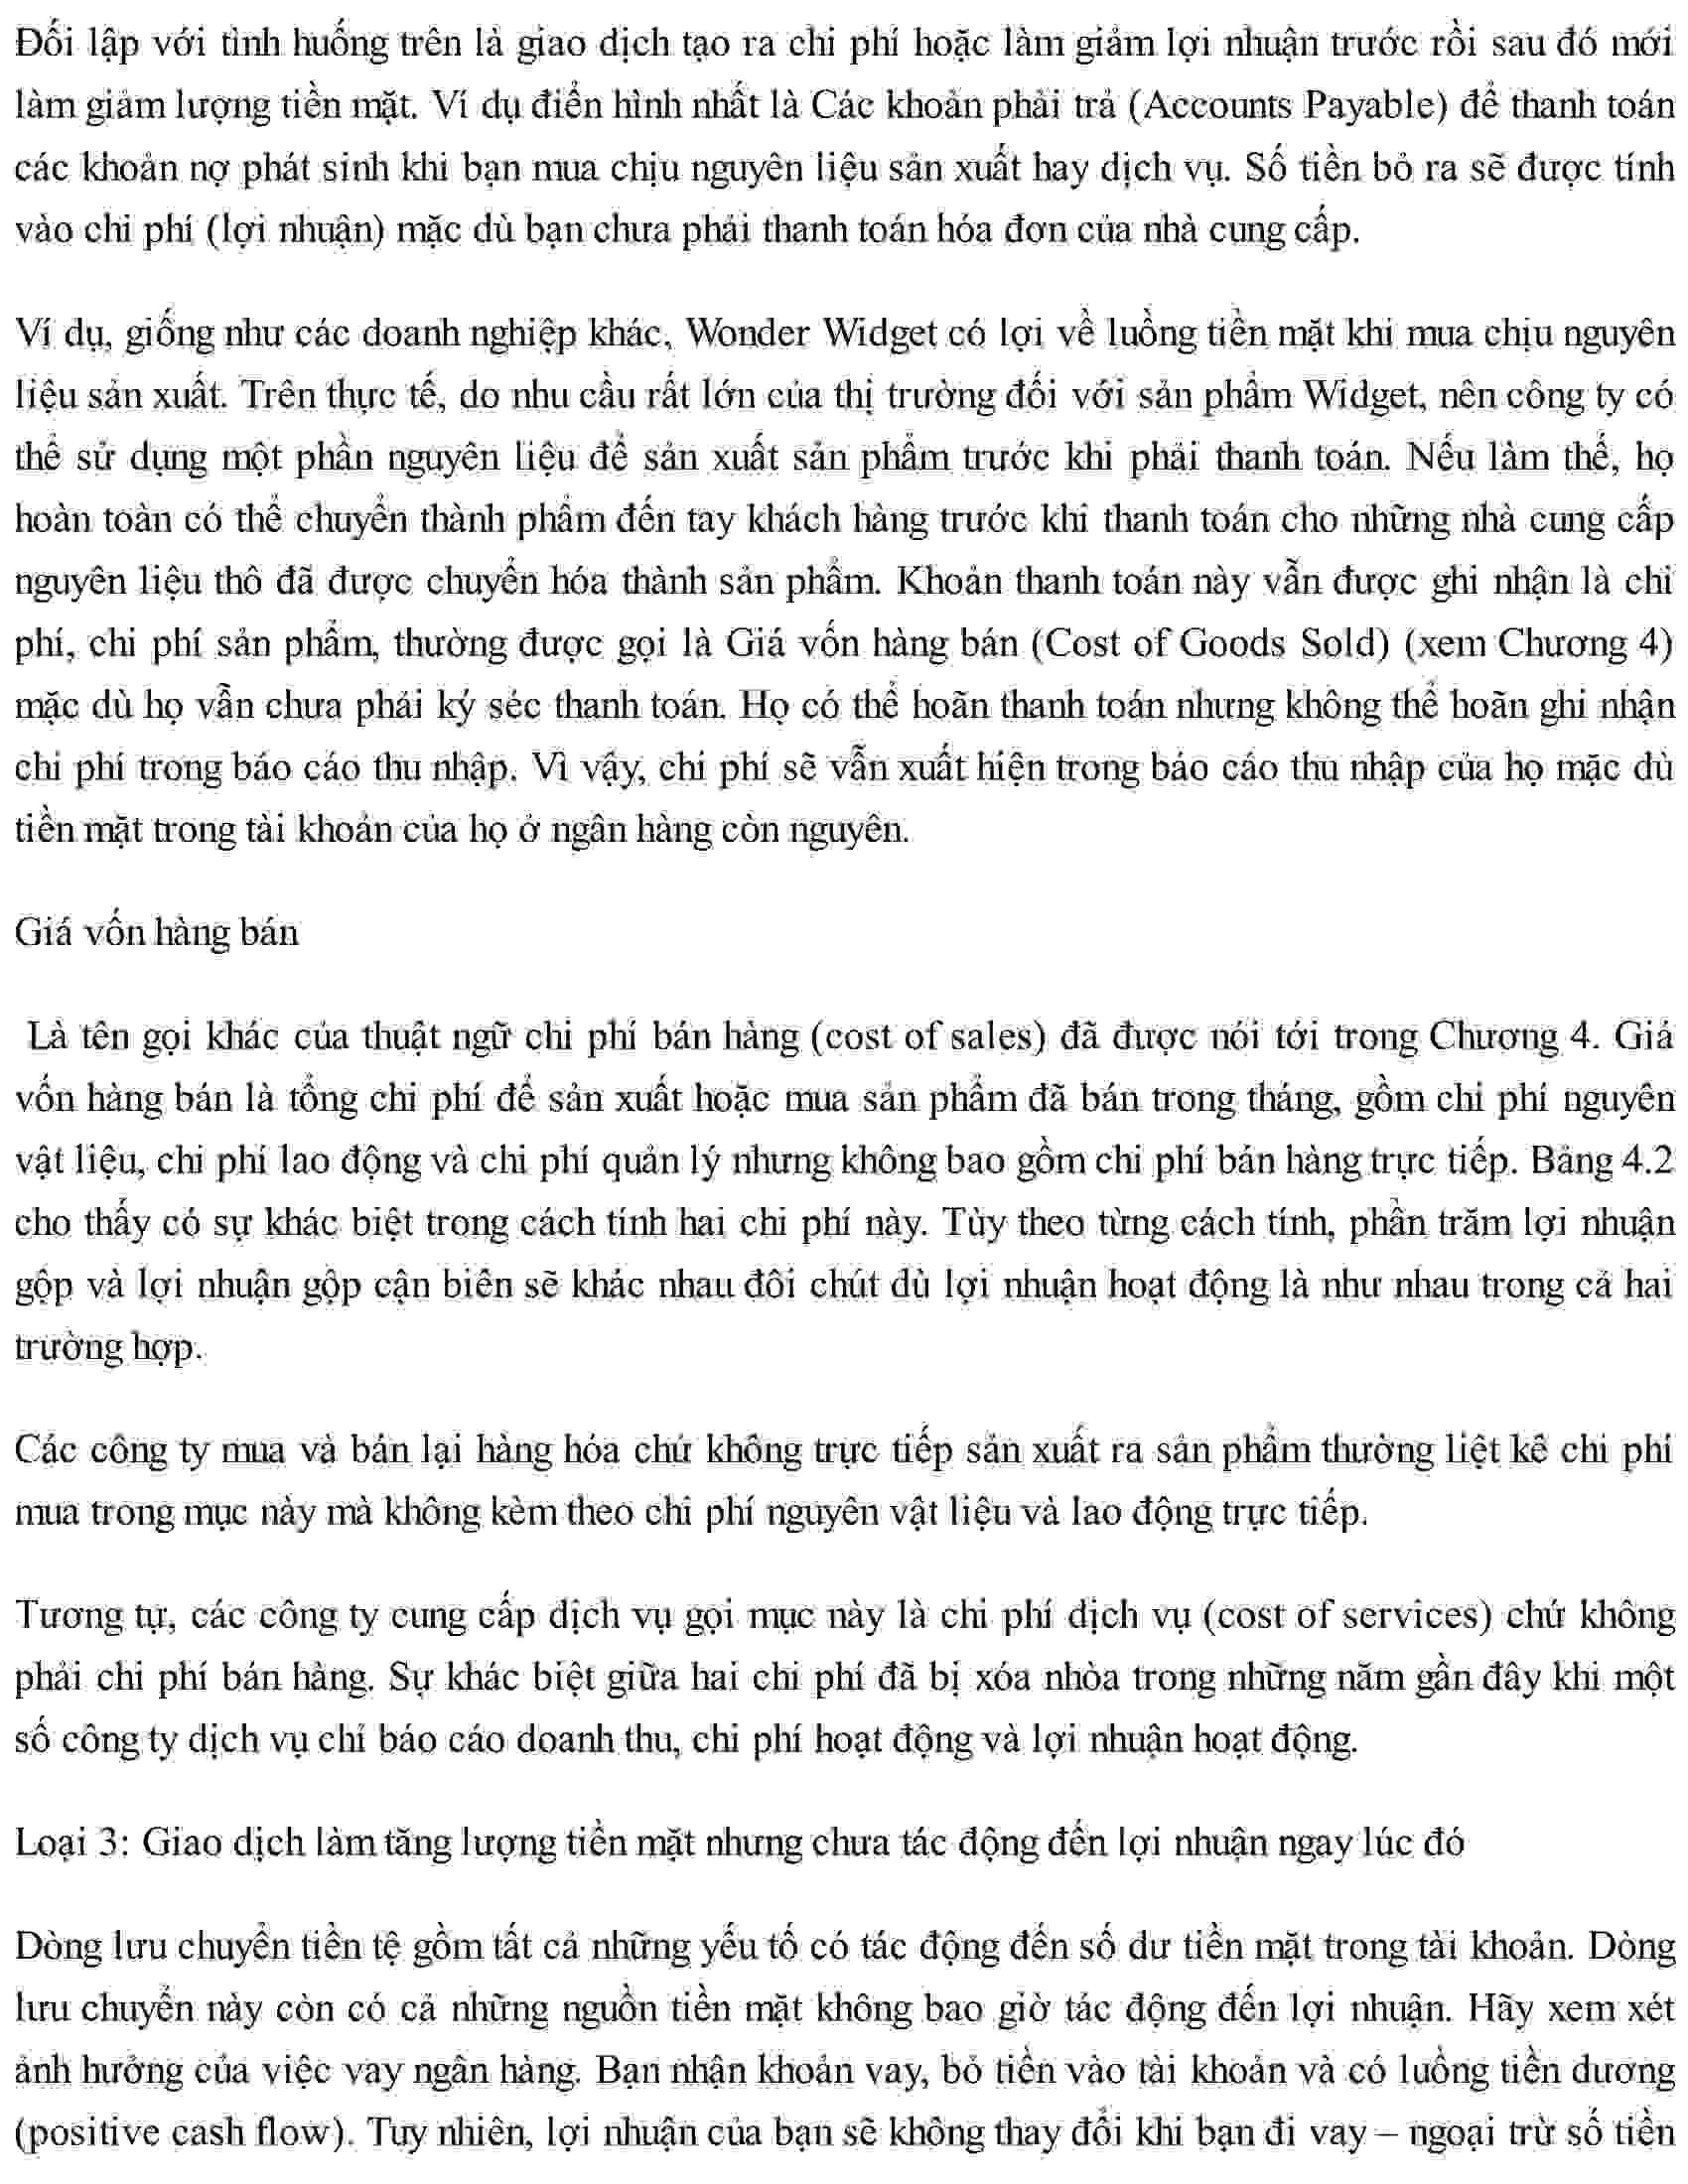 Đối lập với tình huống trên là giao dịch tạo ra chi phí hoặc làm giảm lợi nhuận trước rồi sau đó mới
làm giảm lượng tiền mặt. Ví dụ điển hình nhất là Các khoản phải trả (Accounts Payable) để thanh toán
các khoản nợ phát sinh khi bạn mua chịu nguyên liệu sản xuất hay dịch vụ. Số tiền bỏ ra sẽ được tính
vào chi phí (lợi nhuận) mặc dù bạn chưa phải thanh toán hóa đơn của nhà cung cấp.
Ví dụ, giống như các doanh nghiệp khác, Wonder Widget có lợi về luồng tiền mặt khi mua chịu nguyên
liệu sản xuất. Trên thực tế, do nhu cầu rất lớn của thị trường đối với sản phẩm Widget, nên công ty có
thể sử dụng một phần nguyên liệu để sản xuất sản phẩm trước khi phải thanh toán. Nếu làm thế, họ
hoàn toàn có thể chuyển thành phẩm đến tay khách hàng trước khi thanh toán cho những nhà cung cấp
nguyên liệu thô đã được chuyển hóa thành sản phẩm. Khoản thanh toán này vẫn được ghi nhận là chi
phí, chi phí sản phẩm, thường được gọi là Giá vốn hàng bán (Cost of Goods Sold) (xem Chương 4)
mặc dù họ vẫn chưa phải ký séc thanh toán. Họ có thể hoãn thanh toán nhưng không thể hoãn ghi nhận
chi phí trong báo cáo thu nhập. Vì vậy, chi phí sẽ vẫn xuất hiện trong báo cáo thu nhập của họ mặc dù
tiền mặt trong tài khoản của họ ở ngân hàng còn nguyên.
Giá vốn hàng bán
Là tên gọi khác của thuật ngữ chi phí bán hàng (cost of sales) đã được nói tới trong Chương 4. Giá
vốn hàng bán là tổng chi phí để sản xuất hoặc mua sản phẩm đã bán trong tháng, gồm chi phí nguyên
vật liệu, chi phí lao động và chi phí quản lý nhưng không bao gồm chi phí bán hàng trực tiếp. Bảng 4.2
cho thấy có sự khác biệt trong cách tính hai chi phí này. Tùy theo từng cách tính, phần trăm lợi nhuận
gộp và lợi nhuận gộp cận biên sẽ khác nhau đôi chút dù lợi nhuận hoạt động là như nhau trong cả hai
trường hợp.
Các công ty mua và bán lại hàng hóa chứ không trực tiếp sản xuất ra sản phẩm thường liệt kê chi phí
mua trong mục này mà không kèm theo chi phí nguyên vật liệu và lao động trực tiếp.
Tương tự, các công ty cung cấp dịch vụ gọi mục này là chi phí dịch vụ (cost of services) chứ không
phải chi phí bán hàng. Sự khác biệt giữa hai chi phí đã bị xóa nhòa trong những năm gần đây khi một
số công ty dịch vụ chỉ báo cáo doanh thu, chi phí hoạt động và lợi nhuận hoạt động.
Loại 3: Giao dịch làm tăng lượng tiền mặt nhưng chưa tác động đến lợi nhuận ngay lúc đó
Dòng lưu chuyển tiền tệ gồm tất cả những yếu tố có tác động đến số dư tiền mặt trong tài khoản. Dòng
lưu chuyển này còn có cả những nguồn tiền mặt không bao giờ tác động đến lợi nhuận. Hãy xem xét
ảnh hưởng của việc vay ngân hàng. Bạn nhận khoản vay, bỏ tiền vào tài khoản và có luồng tiền dương
(positive cash flow). Tuy nhiên, lợi nhuận của bạn sẽ không thay đổi khi bạn đi vay – ngoại trừ số tiền